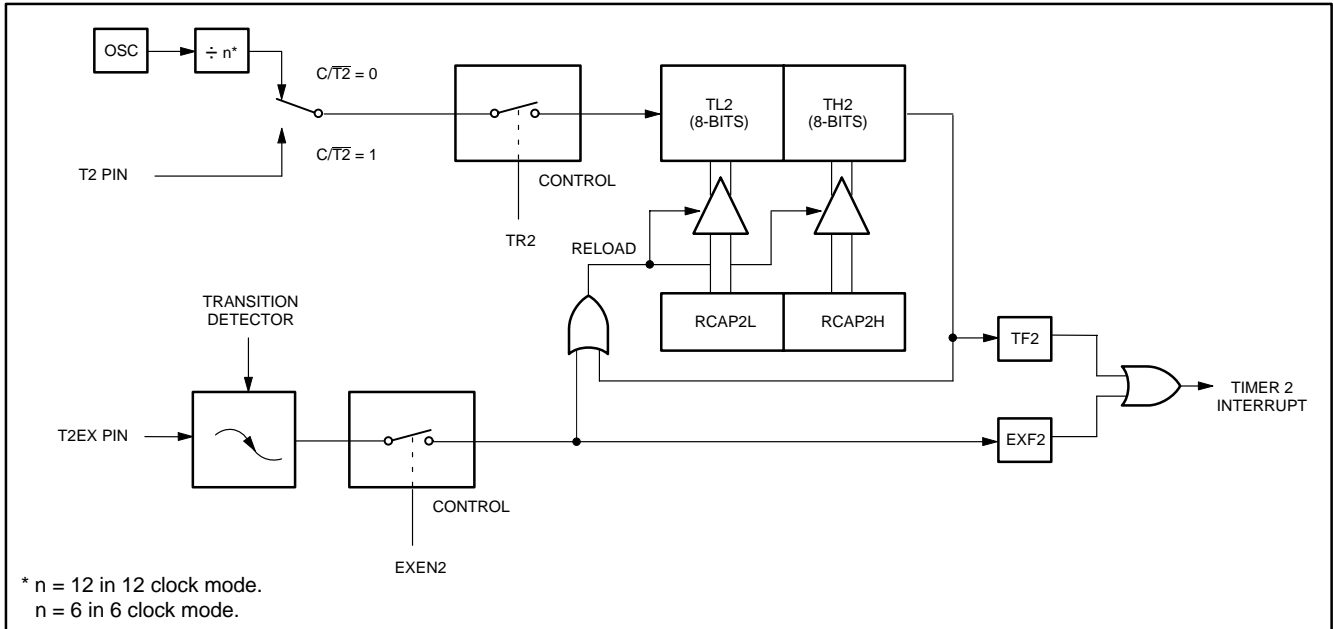 OSC
÷ n*
C/T2 = 0
C/T2 = 1
T2 PIN
CONTROL
TR2
TL2
(8-BITS)
TH2
(8-BITS)
RELOAD
RCAP2L
RCAP2H
TRANSITION
DETECTOR
T2EX PIN
CONTROL
EXEN2
TF2
EXF2
TIMER 2
INTERRUPT
* n = 12 in 12 clock mode.
n = 6 in 6 clock mode.